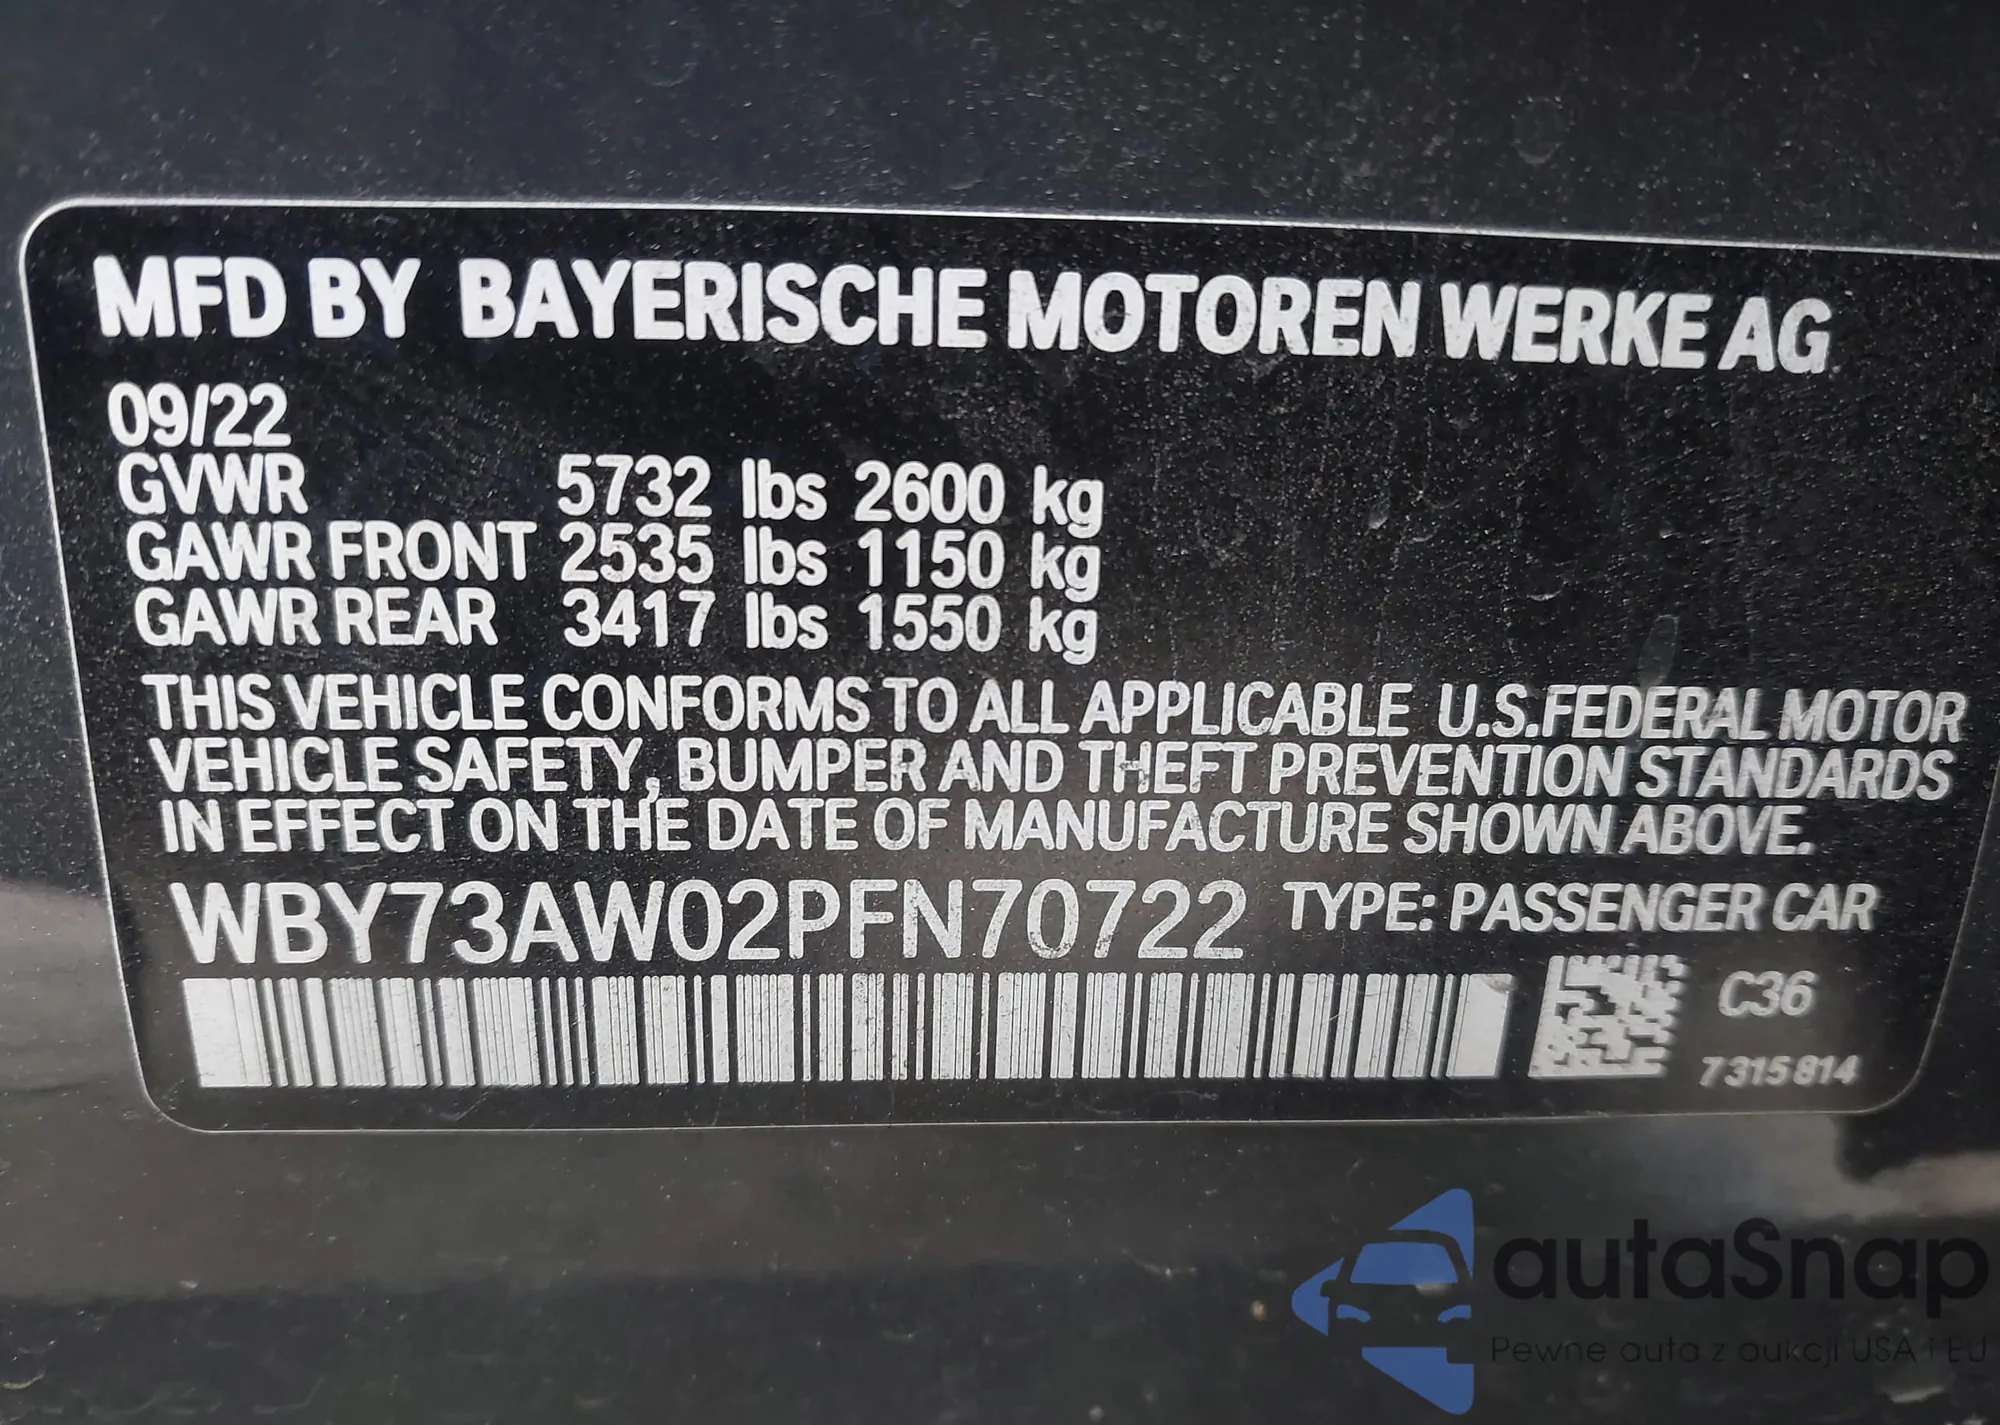 MFD BY BAYERISCHE MOTOREN WERKE AG
09/22
GVWR 5732 lbs 2600 kg
GAWR FRONT 2535 lbs 1150 kg
GAWR REAR 3417 lbs 1550 kg
THIS VEHICLE CONFORMS TO ALL APPLICABLE U.S.FEDERAL MOTOR
VEHICLE SAFETY, BUMPER AND THEFT PREVENTION STANDARDS
IN EFFECT ON THE DATE OF MANUFACTURE SHOWN ABOVE.
WBY73AW02PFN70722 TYPE: PASSENGER CAR
C36
7315814
autaSnap
Pewne auta z aukcji USA i EU